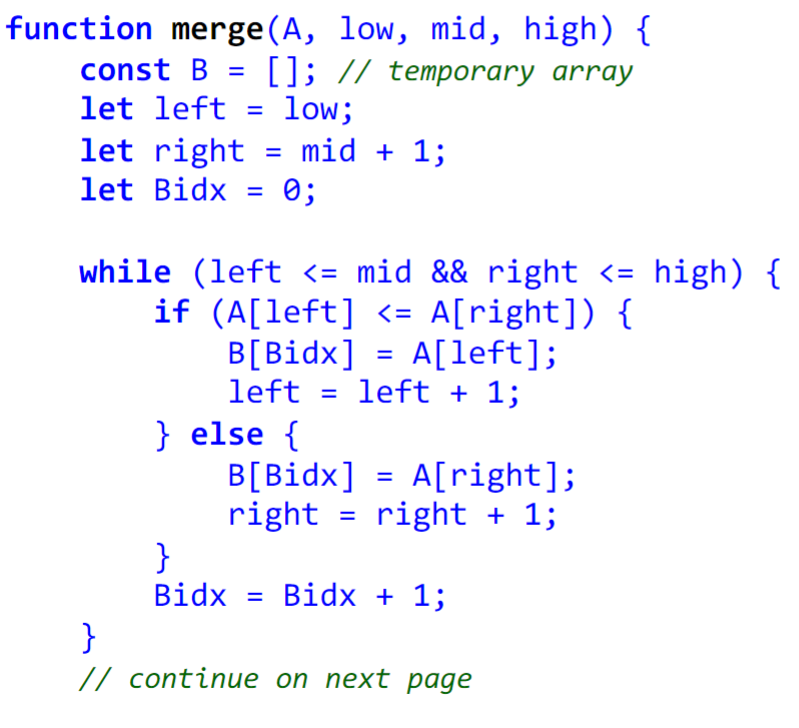 function merge(A, low, mid, high) {
    const B = []; // temporary array
    let left = low;
    let right = mid + 1;
    let Bidx = 0;

    while (left <= mid && right <= high) {
        if (A[left] <= A[right]) {
            B[Bidx] = A[left];
            left = left + 1;
        } else {
            B[Bidx] = A[right];
            right = right + 1;
        }
        Bidx = Bidx + 1;
    }
    // continue on next page